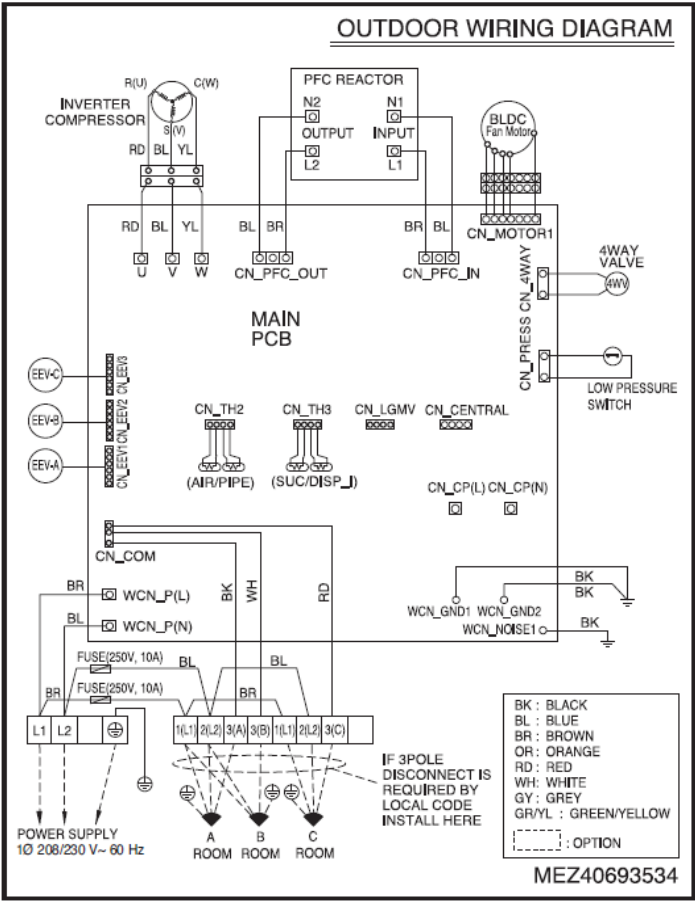 OUTDOOR WIRING DIAGRAM
R(U) C(W)
INVERTER
COMPRESSOR
S(V)
RD BL YL
PFC REACTOR
N2 N1
OUTPUT INPUT
L2 L1
BLDC
Fan Motor
RD BL YL
BL BR
BR BL
U V W
CN_PFC_OUT
CN_PFC_IN
CN_MOTOR1
CN_4WAY
4WAY
VALVE
4WV
CN_PRESS
LOW PRESSURE
SWITCH
MAIN
PCB
EEV-C
CN_EEV3
EEV-B
CN_EEV2
EEV-A
CN_EEV1
CN_TH2
(AIR/PIPE)
CN_TH3
(SUC/DISP_I)
CN_LGMV
CN_CENTRAL
CN_CP(L) CN_CP(N)
CN_COM
BK
WH
RD
BR
WCN_P(L)
BL
WCN_P(N)
WCN_GND1 WCN_GND2
WCN_NOISE1
BK
BK
BK
FUSE(250V, 10A)
BL
BL
FUSE(250V, 10A)
BR
BR
L1 L2
1(L1) 2(L2) 3(A) 3(B) 1(L1) 2(L2) 3(C)
POWER SUPPLY
1Ø 208/230 V~ 60 Hz
A
ROOM
B
ROOM
C
ROOM
IF 3POLE
DISCONNECT IS
REQUIRED BY
LOCAL CODE
INSTALL HERE
BK : BLACK
BL : BLUE
BR : BROWN
OR : ORANGE
RD : RED
WH: WHITE
GY : GREY
GR/YL : GREEN/YELLOW
: OPTION
MEZ40693534